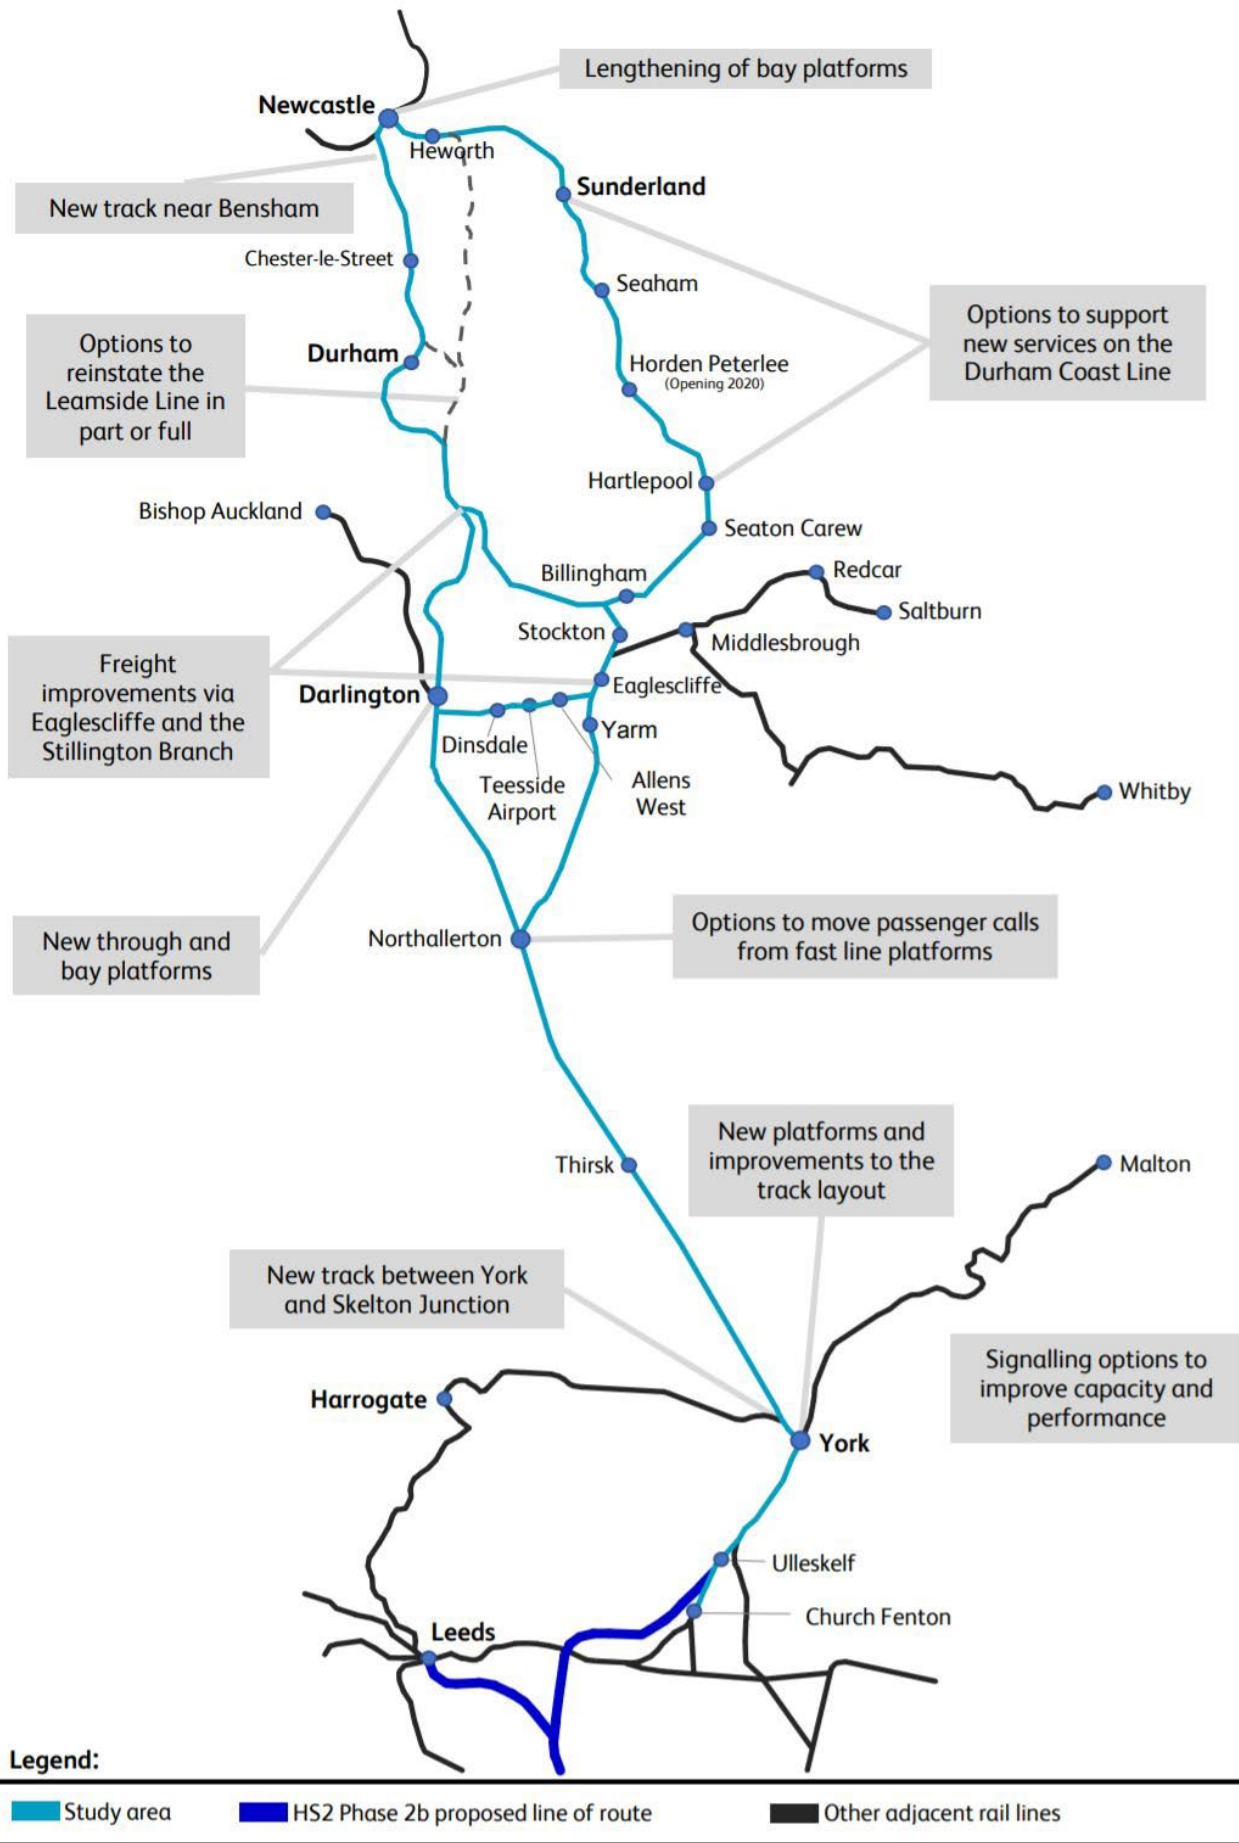 Lengthening of bay platforms
Newcastle
Heworth
Sunderland
New track near Bensham
Chester-le-Street
Seaham
Options to
reinstate the
Leamside Line in
part or full
Durham
Horden Peterlee
(Opening 2020)
Options to support
new services on the
Durham Coast Line
Hartlepool
Bishop Auckland
Seaton Carew
Billingham
Redcar
Saltburn
Stockton
Middlesbrough
Freight
improvements via
Eaglescliffe and the
Stillington Branch
Darlington
Eaglescliffe
Dinsdale
Yarm
Teesside
Airport
Allens
West
Whitby
New through and
bay platforms
Northallerton
Options to move passenger calls
from fast line platforms
Thirsk
New platforms and
improvements to the
track layout
Malton
New track between York
and Skelton Junction
Signalling options to
improve capacity and
performance
Harrogate
York
Ulleskelf
Church Fenton
Leeds
Legend:
Study area
HS2 Phase 2b proposed line of route
Other adjacent rail lines